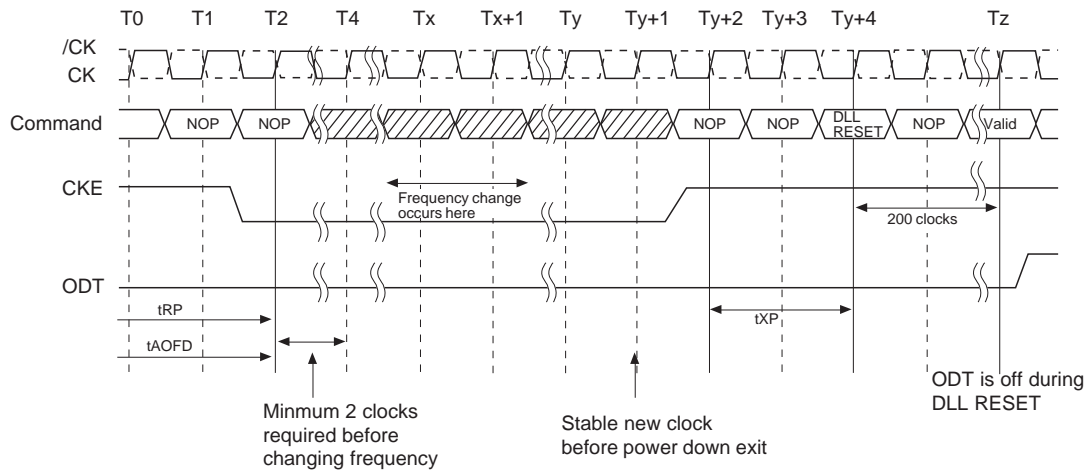 T0 T1 T2 T4 Tx Tx+1 Ty Ty+1 Ty+2 Ty+3 Ty+4 Tz
/CK
CK
Command NOP NOP NOP NOP DLL RESET NOP Valid
CKE
Frequency change
occurs here
200 clocks
ODT
tRP
tXP
tAOFD
ODT is off during
DLL RESET
Minmum 2 clocks
required before
changing frequency
Stable new clock
before power down exit